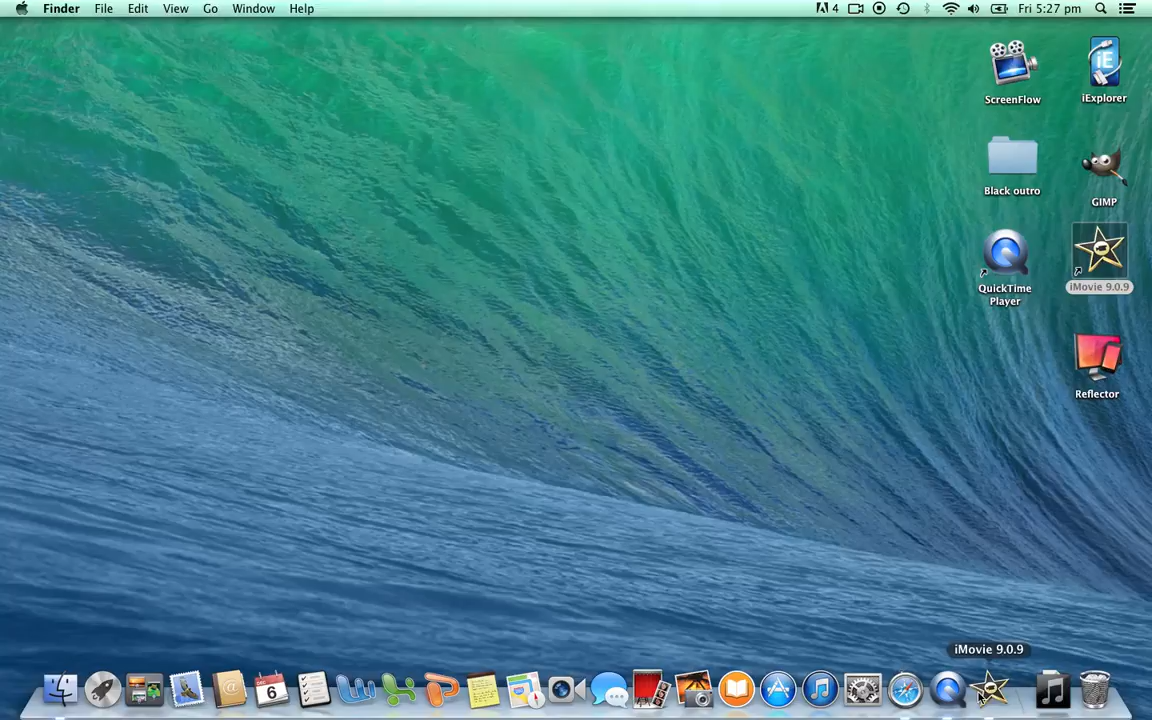 Finder File Edit View Go Window Help
4 Fri 5:27 pm
ScreenFlow
iExplorer
Black outro
GIMP
QuickTime
Player
iMovie 9.0.9
Reflector
iMovie 9.0.9
DEC
6